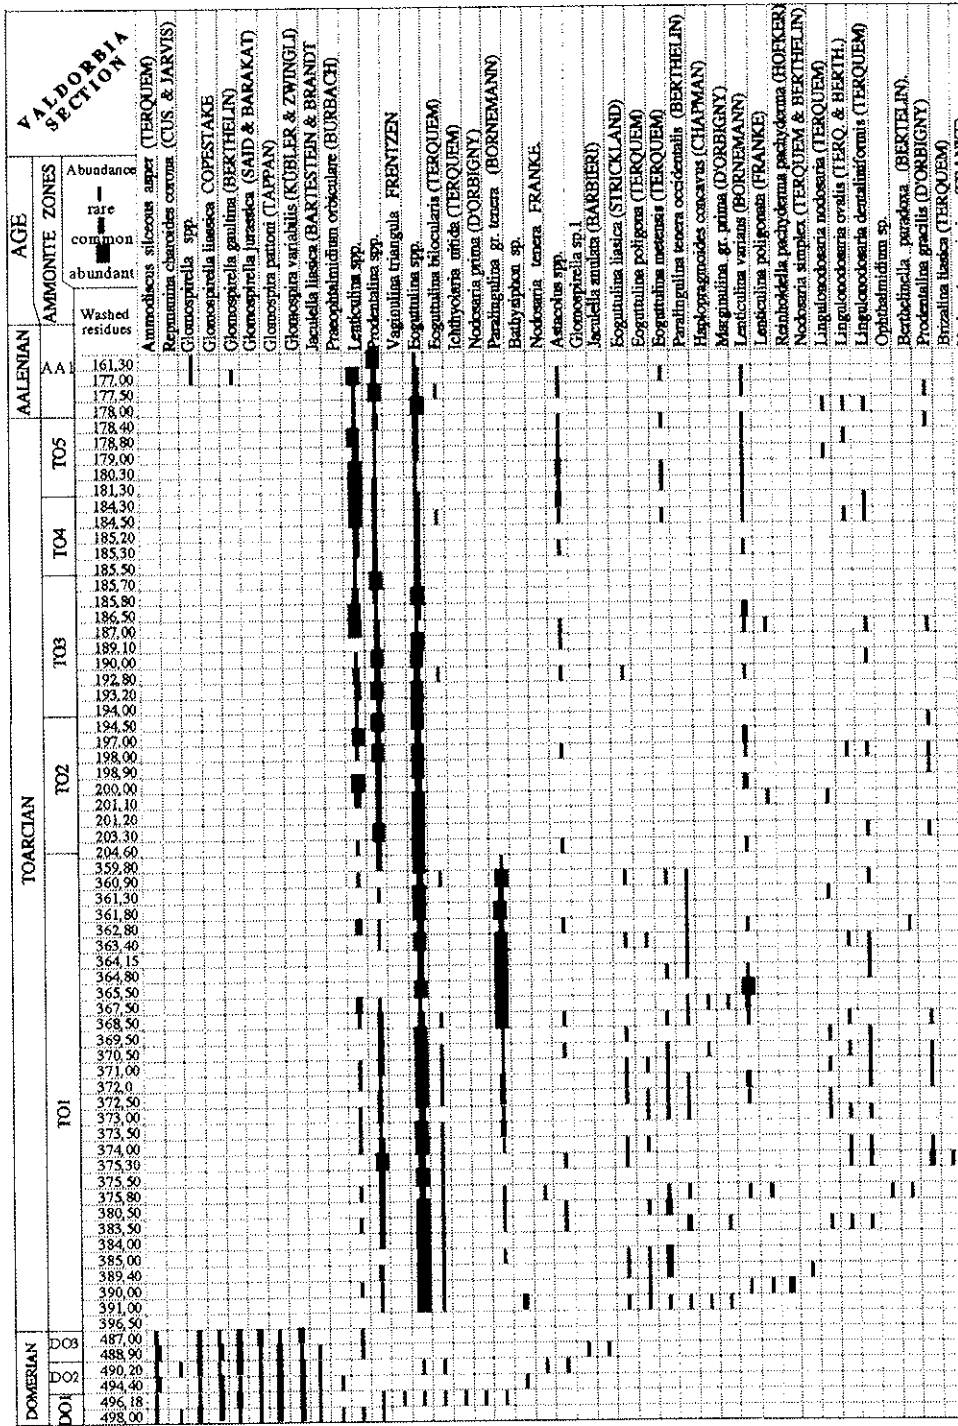 VALDORBIA
SECTION
AGE
AMMONITE ZONES
Abundance
rare
common
abundant
Washed
residues
Ammodiscus siliceous asper (TERQUEM)
Repmanina charoides corona (CUS. & JARVIS)
Glomospirella spp.
Glomospirella liassica COPESTAKE
Glomospirella gaultina (BERTHELIN)
Glomospirella jurassica (SAID & BARAKAT)
Glomospira pattoni (TAPPAN)
Glomospira variabilis (KÜBLER & ZWINGLI)
Jaculella liasica (BARTESTEIN & BRANDT
Praeophtalmidium orbiculare (BURBACH)
Lenticulina spp.
Prodentalina spp.
Vaginulina triangula FRENTZEN
Eoguttulina spp.
Eoguttulina bilocularis (TERQUEM)
Ichthyolaria nitida (TERQUEM)
Nodosaria prima (D'ORBIGNY)
Paralingulina gr. tenera (BORNEMANN)
Bathysiphon sp.
Nodosaria tenera FRANKE.
Astacolus spp.
Glomospirella sp.1
Jaculella mulatta (BARBIERI)
Eoguttulina liasica (STRICKLAND)
Eoguttulina poligona (TERQUEM)
Eoguttulina metensis (TERQUEM)
Paralingulina tenera occidentalis (BERTHELIN)
Haplopragmoides concavus (CHAPMAN)
Marginulina gr. prima (D'ORBIGNY)
Lenticulina varians (BORNEMANN)
Lenticulina poligonata (FRANKE)
Reinholdella pachyderma pachyderma (HOFKER)
Nodosaria simplex (TERQUEM & BERTHELIN)
Lingulonodosaria nodosaria (TERQUEM)
Lingulonodosaria ovalis (TERQ. & BERTH.)
Lingulonodosaria dentaliniformis (TERQUEM)
Ophthalmidium sp.
Berthelinella paradoxa (BERTELIN)
Prodentalina gracilis (D'ORBIGNY)
Brizalina liasica (TERQUEM)
AALENIAN
AA1
TOARCIAN
TO5
TO4
TO3
TO2
TO1
DOMERIAN
DO3
DO2
DO1
161,30
177,00
177,50
178,00
178,40
178,80
179,00
180,30
181,30
184,30
184,50
185,20
185,30
185,50
185,70
185,80
186,50
187,00
189,10
190,00
192,80
193,20
194,00
194,50
197,00
198,00
198,90
200,00
201,10
201,20
203,30
204,60
359,80
360,90
361,30
361,80
362,80
363,40
364,15
364,80
365,50
367,50
368,50
369,50
370,50
371,00
372,0
372,50
373,00
373,50
374,00
375,30
375,50
375,80
380,50
383,50
384,00
385,00
389,40
390,00
391,00
396,50
487,00
488,90
490,20
494,40
496,18
498,00